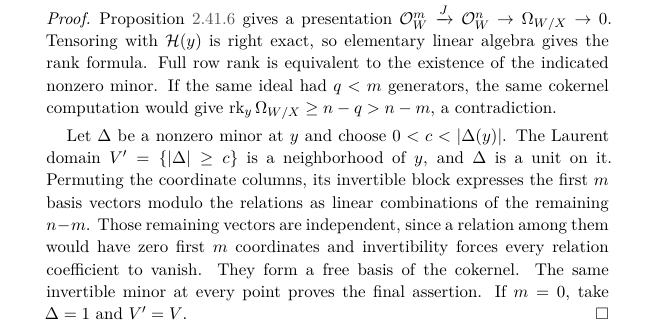 Proof. Proposition 2.41.6 gives a presentation 𝒪_W^m →^J 𝒪_W^n → Ω_{W/X} → 0.
Tensoring with ℋ(y) is right exact, so elementary linear algebra gives the
rank formula. Full row rank is equivalent to the existence of the indicated
nonzero minor. If the same ideal had q < m generators, the same cokernel
computation would give rk_y Ω_{W/X} ≥ n − q > n − m, a contradiction.
Let Δ be a nonzero minor at y and choose 0 < c < |Δ(y)|. The Laurent
domain V′ = {|Δ| ≥ c} is a neighborhood of y, and Δ is a unit on it.
Permuting the coordinate columns, its invertible block expresses the first m
basis vectors modulo the relations as linear combinations of the remaining
n−m. Those remaining vectors are independent, since a relation among them
would have zero first m coordinates and invertibility forces every relation
coefficient to vanish. They form a free basis of the cokernel. The same
invertible minor at every point proves the final assertion. If m = 0, take
Δ = 1 and V′ = V. □